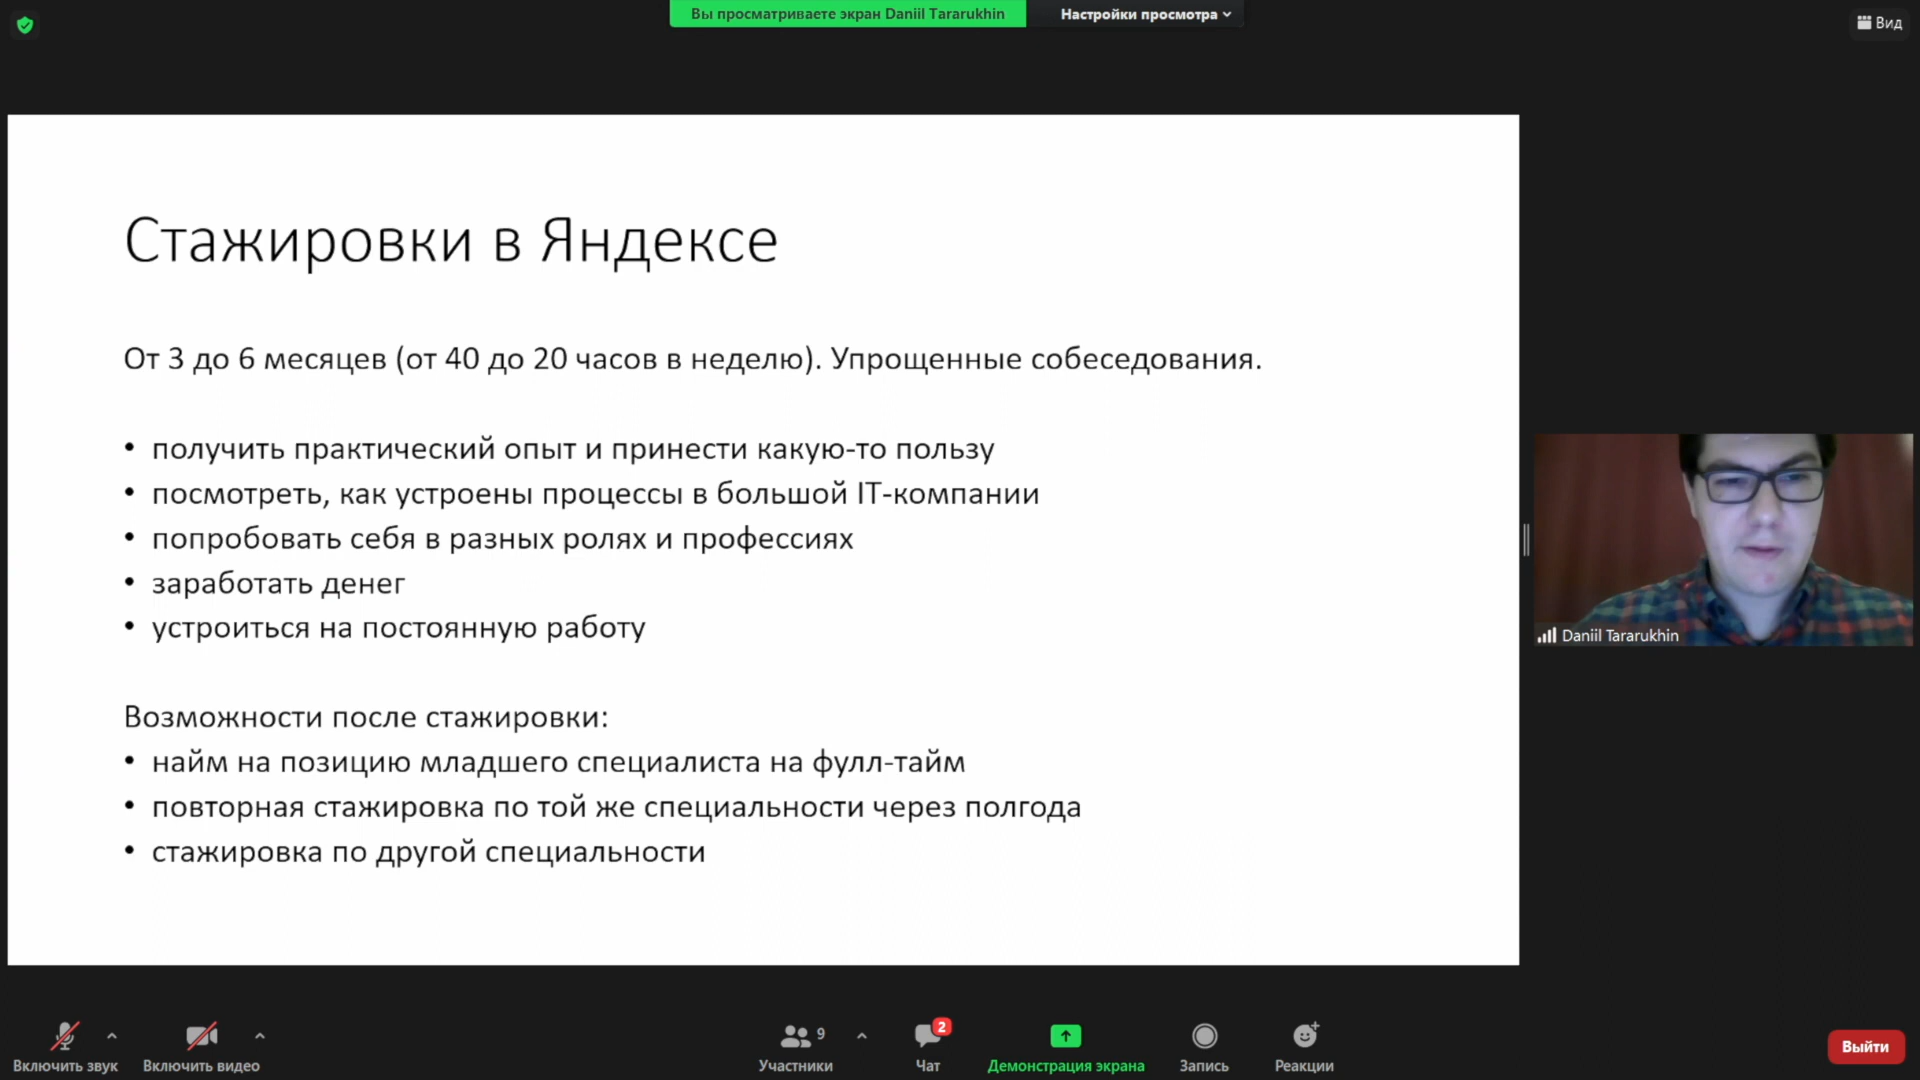 Вы просматриваете экран Daniil Tararukhin
Настройки просмотра
Вид
Стажировки в Яндексе
От 3 до 6 месяцев (от 40 до 20 часов в неделю). Упрощенные собеседования.
• получить практический опыт и принести какую-то пользу
• посмотреть, как устроены процессы в большой IT-компании
• попробовать себя в разных ролях и профессиях
• заработать денег
• устроиться на постоянную работу
Возможности после стажировки:
• найм на позицию младшего специалиста на фулл-тайм
• повторная стажировка по той же специальности через полгода
• стажировка по другой специальности
Daniil Tararukhin
Включить звук
Включить видео
9
Участники
2
Чат
Демонстрация экрана
Запись
Реакции
Выйти